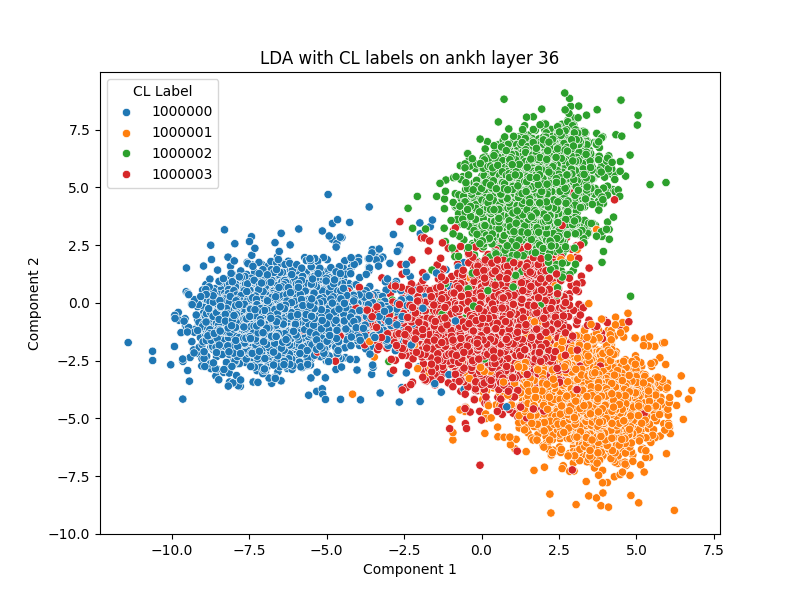 LDA with CL labels on ankh layer 36
CL Label
1000000
1000001
1000002
1000003
7.5
5.0
2.5
0.0
−2.5
−5.0
−7.5
−10.0
Component 2
−10.0 −7.5 −5.0 −2.5 0.0 2.5 5.0 7.5
Component 1